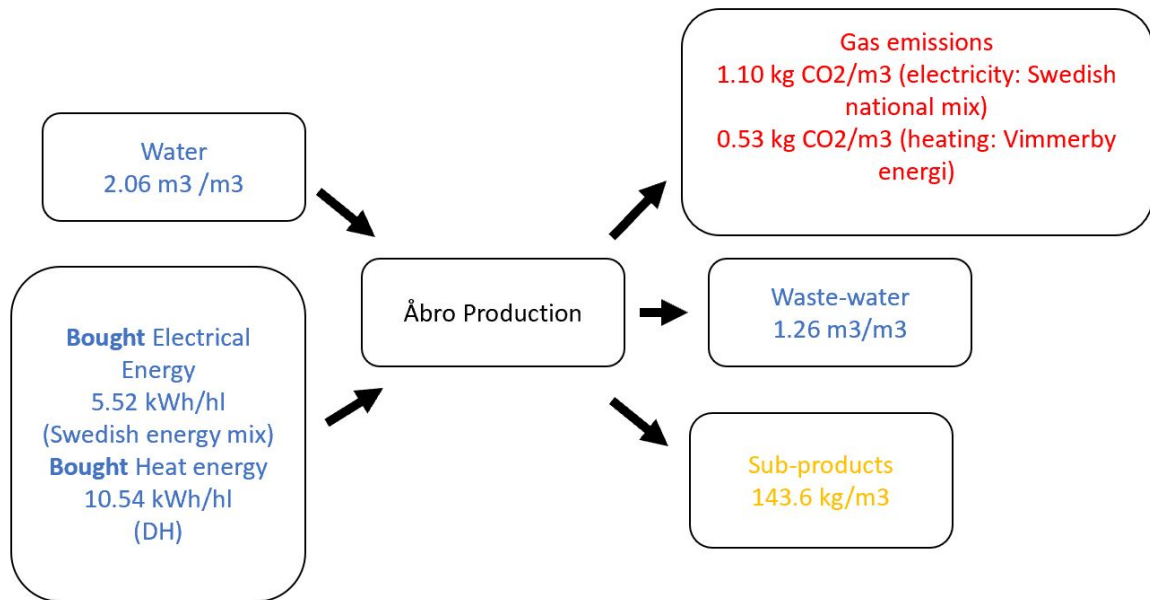 Water
2.06 m3 /m3
Bought Electrical
Energy
5.52 kWh/hl
(Swedish energy mix)
Bought Heat energy
10.54 kWh/hl
(DH)
Åbro Production
Gas emissions
1.10 kg CO2/m3 (electricity: Swedish
national mix)
0.53 kg CO2/m3 (heating: Vimmerby
energi)
Waste-water
1.26 m3/m3
Sub-products
143.6 kg/m3